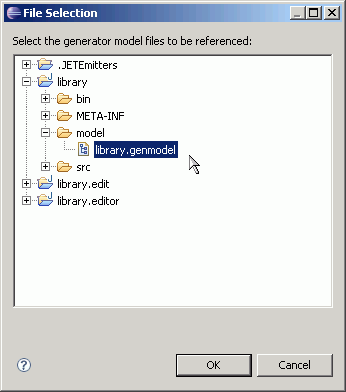 File Selection
Select the generator model files to be referenced:
.JETEmitters
library
bin
META-INF
model
library.genmodel
src
library.edit
library.editor
OK
Cancel